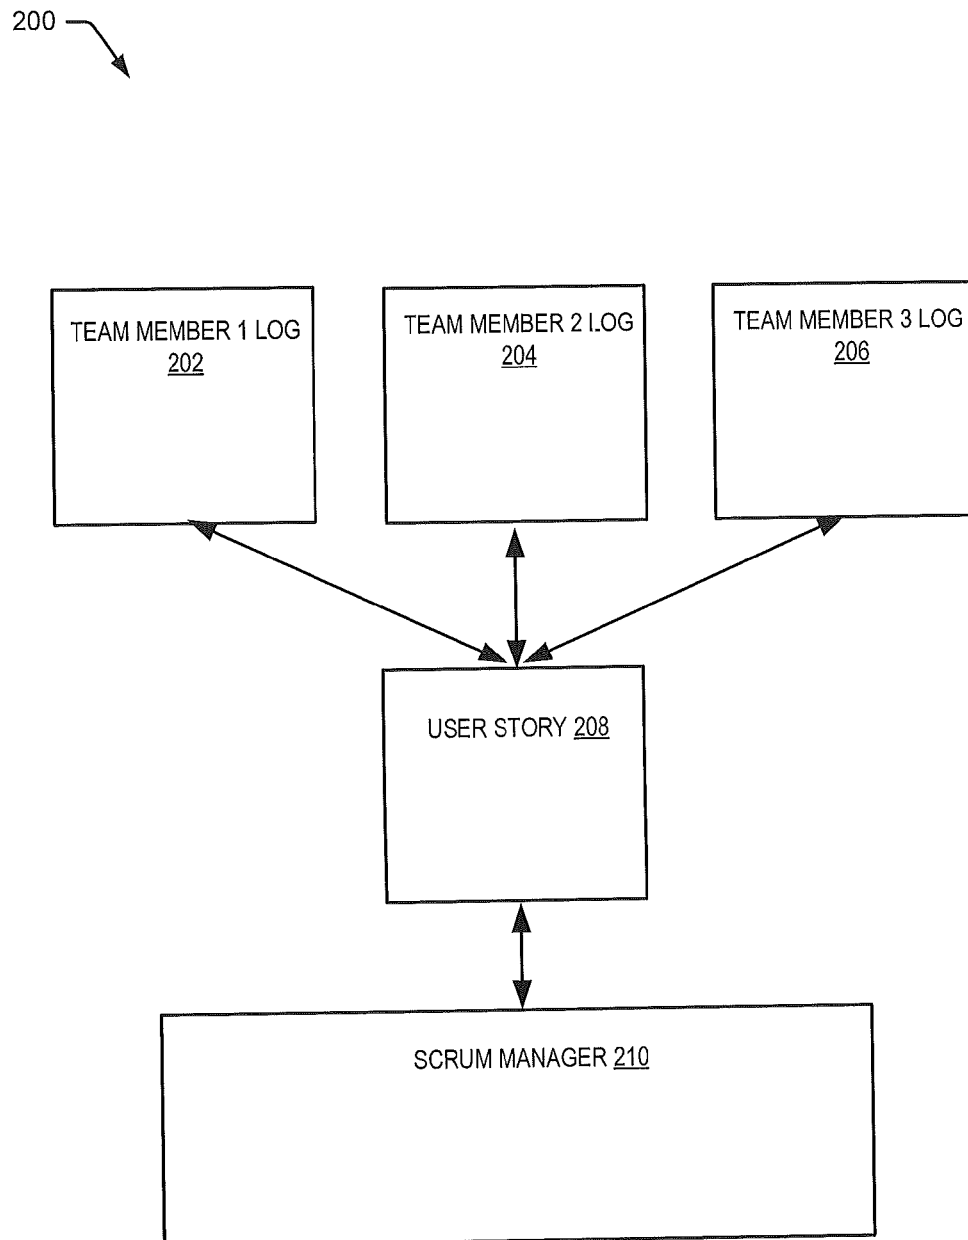 200
TEAM MEMBER 1 LOG
202
TEAM MEMBER 2 LOG
204
TEAM MEMBER 3 LOG
206
USER STORY 208
SCRUM MANAGER 210